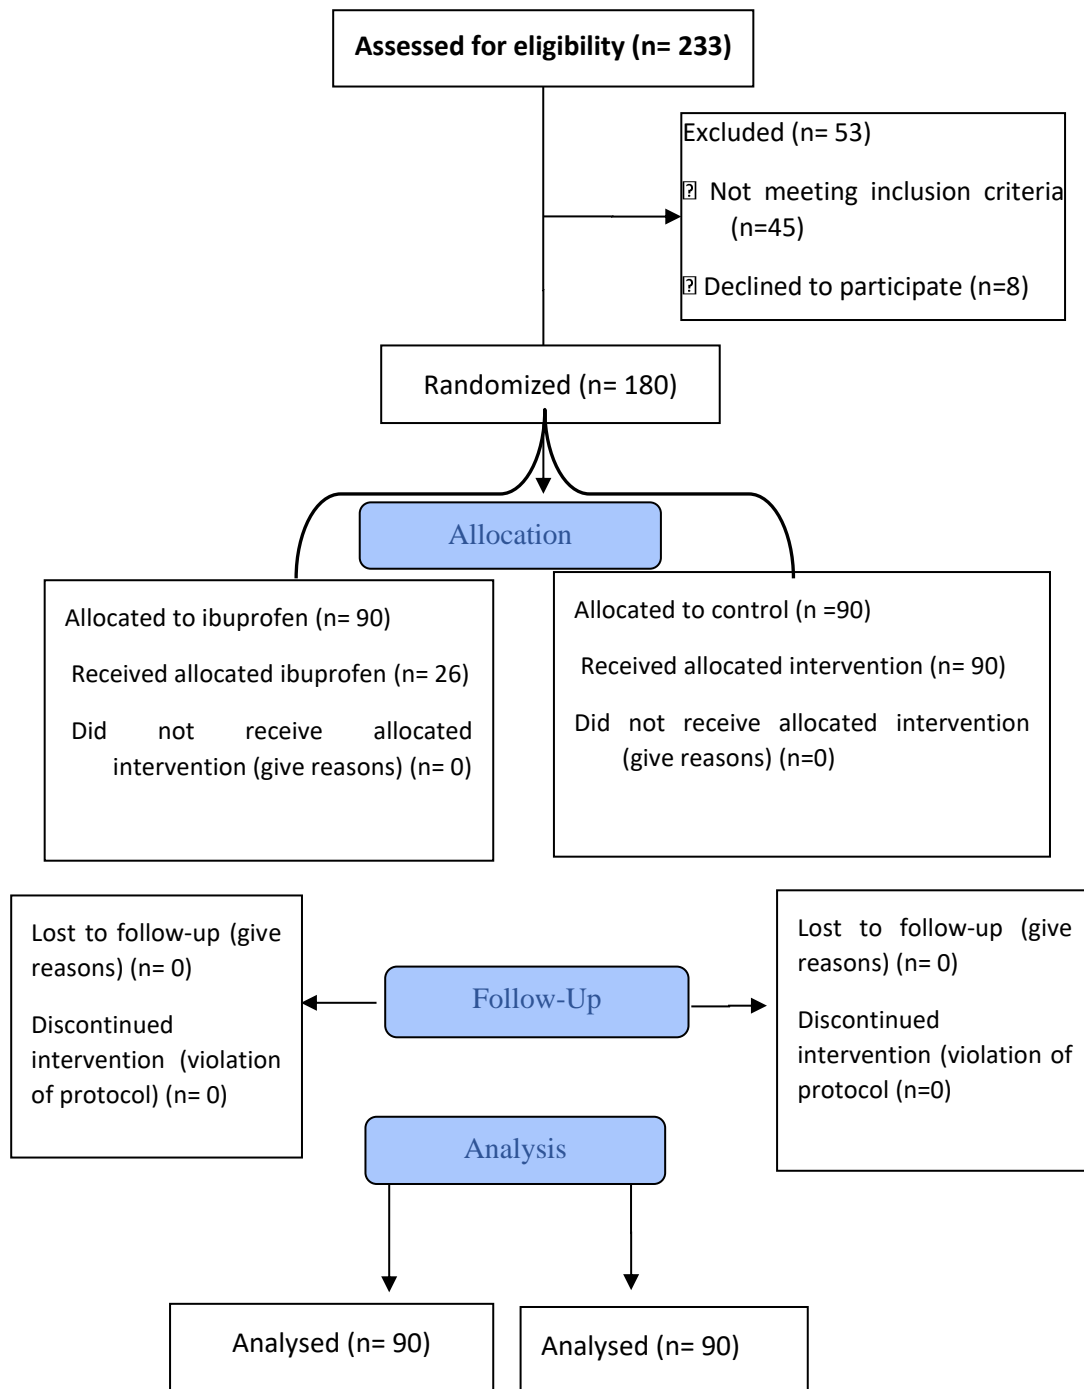 Assessed for eligibility (n= 233)
Excluded (n= 53)
⍰ Not meeting inclusion criteria
(n=45)
⍰ Declined to participate (n=8)
Randomized (n= 180)
Allocation
Allocated to ibuprofen (n= 90)
Received allocated ibuprofen (n= 26)
Did not receive allocated
intervention (give reasons) (n= 0)
Allocated to control (n =90)
Received allocated intervention (n= 90)
Did not receive allocated intervention
(give reasons) (n=0)
Lost to follow-up (give
reasons) (n= 0)
Discontinued
intervention (violation
of protocol) (n= 0)
Follow-Up
Lost to follow-up (give
reasons) (n= 0)
Discontinued
intervention (violation of
protocol (n=0)
Analysis
Analysed (n= 90)
Analysed (n= 90)